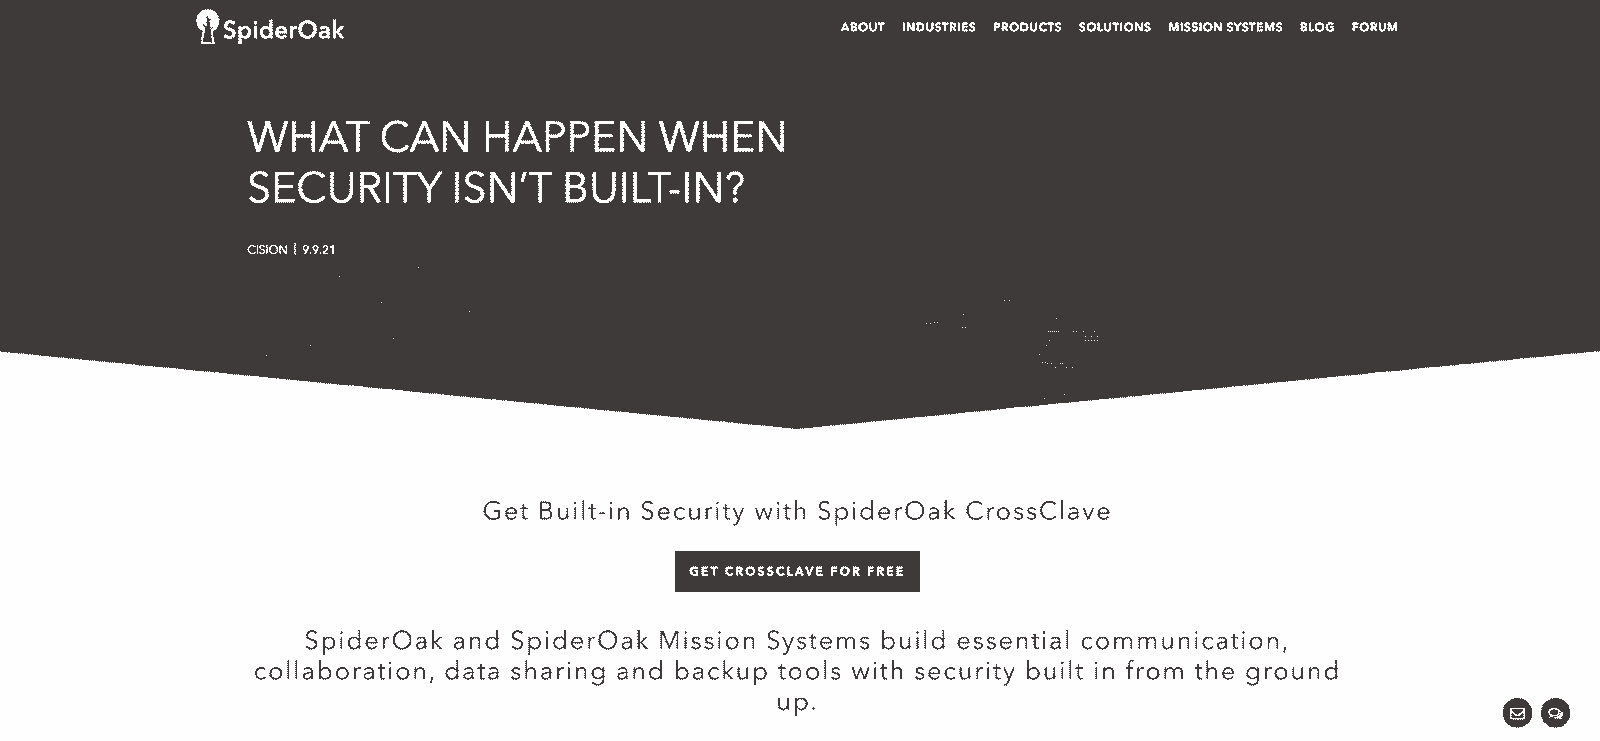 SpiderOak
ABOUT INDUSTRIES PRODUCTS SOLUTIONS MISSION SYSTEMS BLOG FORUM
WHAT CAN HAPPEN WHEN
SECURITY ISN'T BUILT-IN?
CISION | 9.9.21
Get Built-in Security with SpiderOak CrossClave
GET CROSSCLAVE FOR FREE
SpiderOak and SpiderOak Mission Systems build essential communication,
collaboration, data sharing and backup tools with security built in from the ground
up.